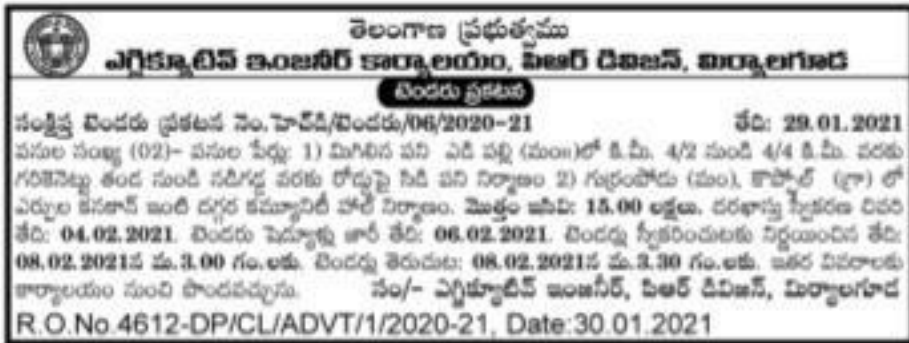 తెలంగాణ ప్రభుత్వము
ఎగ్జిక్యూటివ్ ఇంజనీర్ కార్యాలయం, పిఆర్ డివిజన్, మిర్యాలగూడ
టెండరు ప్రకటన
సంక్షిప్త టెండరు ప్రకటన నెం.హెచ్‌డి/టెండరు/06/2020-21 తేది: 29.01.2021
పనుల సంఖ్య (02)- పనుల పేర్లు: 1) మిగిలిన పని ఎడి పల్లి (మం॥)లో కి.మీ. 4/2 నుండి 4/4 కి.మీ. వరకు
గరికెనెట్టు తండ నుండి నడిగడ్డ వరకు రోడ్డుపై సిడి పని నిర్మాణం 2) గుర్రంపోడు (మం), కొప్పోల్ (గ్రా) లో
ఎర్పుల కనకాన్ ఇంటి దగ్గర కమ్యూనిటీ హాల్ నిర్మాణం. మొత్తం ఇసివి: 15.00 లక్షలు. దరఖాస్తు స్వీకరణ చివరి
తేది: 04.02.2021. టెండరు షెడ్యూళ్లు జారీ తేది: 06.02.2021. టెండర్లు స్వీకరించుటకు నిర్ణయించిన తేది:
08.02.2021న మ.3.00 గం.లకు. టెండర్లు తెరుచుట: 08.02.2021న మ.3.30 గం.లకు. ఇతర వివరాలకు
కార్యాలయం నుంచి పొందవచ్చును. సం/- ఎగ్జిక్యూటివ్ ఇంజనీర్, పిఆర్ డివిజన్, మిర్యాలగూడ
R.O.No.4612-DP/CL/ADVT/1/2020-21, Date:30.01.2021